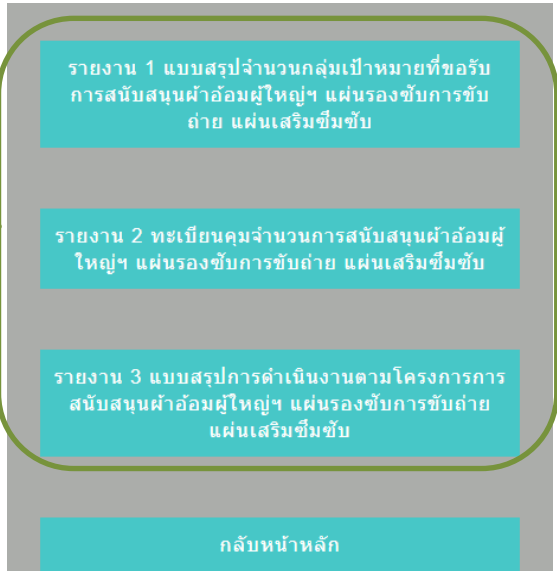 รายงาน 1 แบบสรุปจำนวนกลุ่มเป้าหมายที่ขอรับ
การสนับสนุนผ้าอ้อมผู้ใหญ่ฯ แผ่นรองซับการขับ
ถ่าย แผ่นเสริมซึมซับ
รายงาน 2 ทะเบียนคุมจำนวนการสนับสนุนผ้าอ้อมผู้
ใหญ่ฯ แผ่นรองซับการขับถ่าย แผ่นเสริมซึมซับ
รายงาน 3 แบบสรุปการดำเนินงานตามโครงการการ
สนับสนุนผ้าอ้อมผู้ใหญ่ฯ แผ่นรองซับการขับถ่าย
แผ่นเสริมซึมซับ
กลับหน้าหลัก